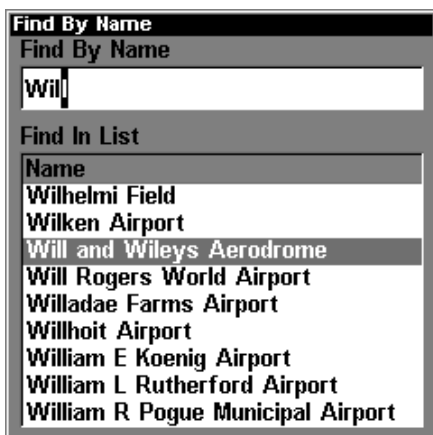 Find By Name
Find By Name
Will
Find In List
Name
Wilhelmi Field
Wilken Airport
Will and Wileys Aerodrome
Will Rogers World Airport
Willadae Farms Airport
Willhoit Airport
William E Koenig Airport
William L Rutherford Airport
William R Pogue Municipal Airport